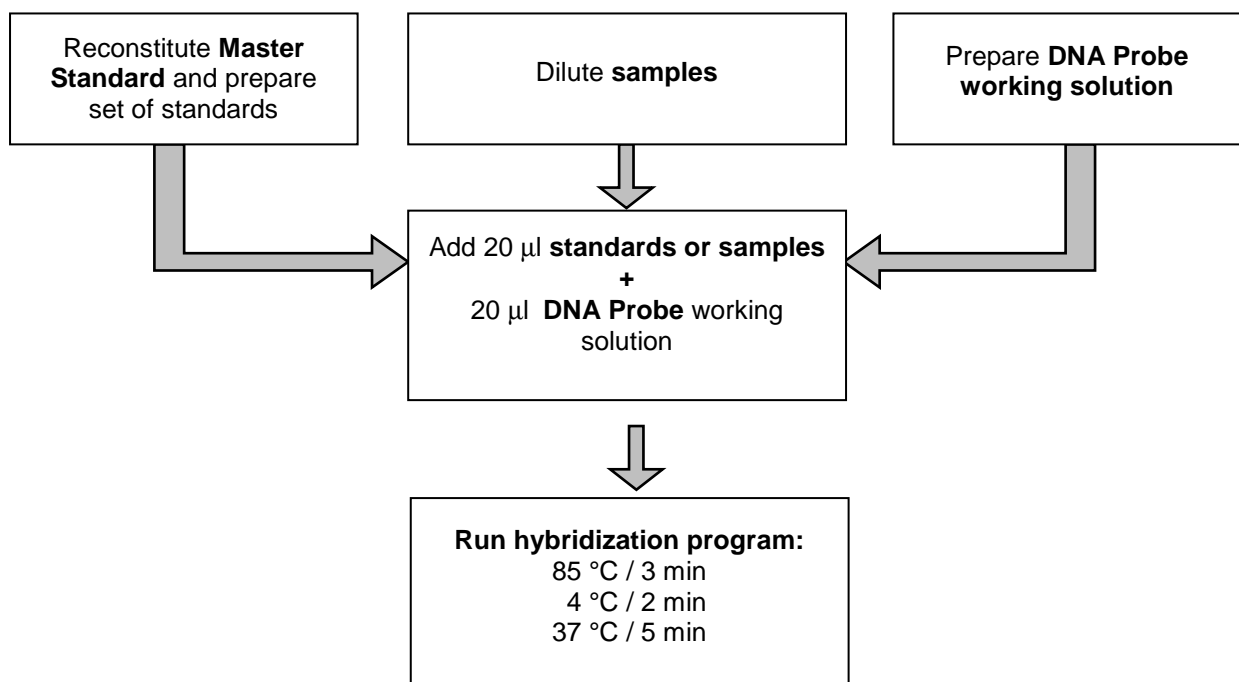 Reconstitute Master
Standard and prepare
set of standards
Dilute samples
Prepare DNA Probe
working solution
Add 20 µl standards or samples
+
20 µl DNA Probe working
solution
Run hybridization program:
85 °C / 3 min
4 °C / 2 min
37 °C / 5 min